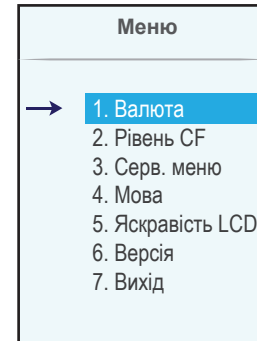 Меню
1. Валюта
2. Рівень CF
3. Серв. меню
4. Мова
5. Яскравість LCD
6. Версія
7. Вихід